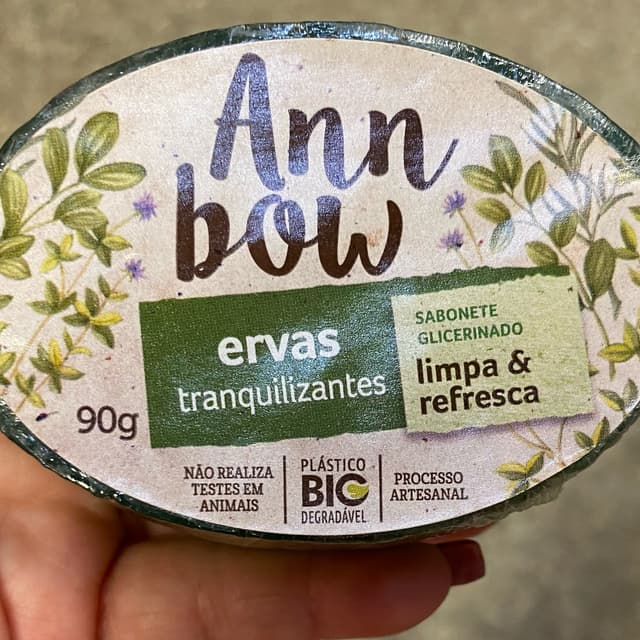 Ann
bow
ervas
tranquilizantes
SABONETE
GLICERINADO
limpa &
refresca
90g
NÃO REALIZA
TESTES EM
ANIMAIS
PLÁSTICO
BIO
DEGRADÁVEL
PROCESSO
ARTESANAL